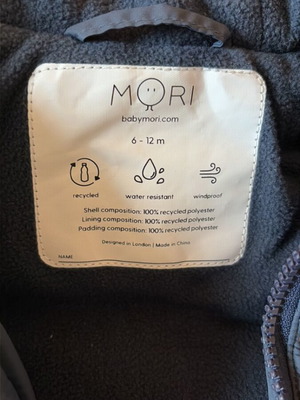 MORI
babymori.com
6 - 12 m
recycled water resistant windproof
Shell composition: 100% recycled polyester
Lining composition: 100% recycled polyester
Padding composition: 100% recycled polyester
Designed in London | Made in China
NAME